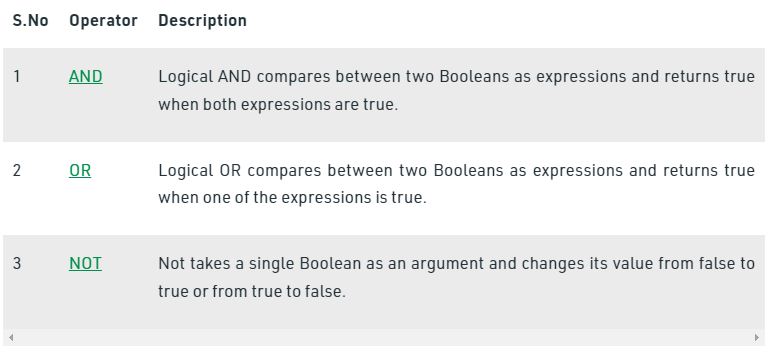 S.No Operator Description
1 AND Logical AND compares between two Booleans as expressions and returns true
when both expressions are true.
2 OR Logical OR compares between two Booleans as expressions and returns true
when one of the expressions is true.
3 NOT Not takes a single Boolean as an argument and changes its value from false to
true or from true to false.